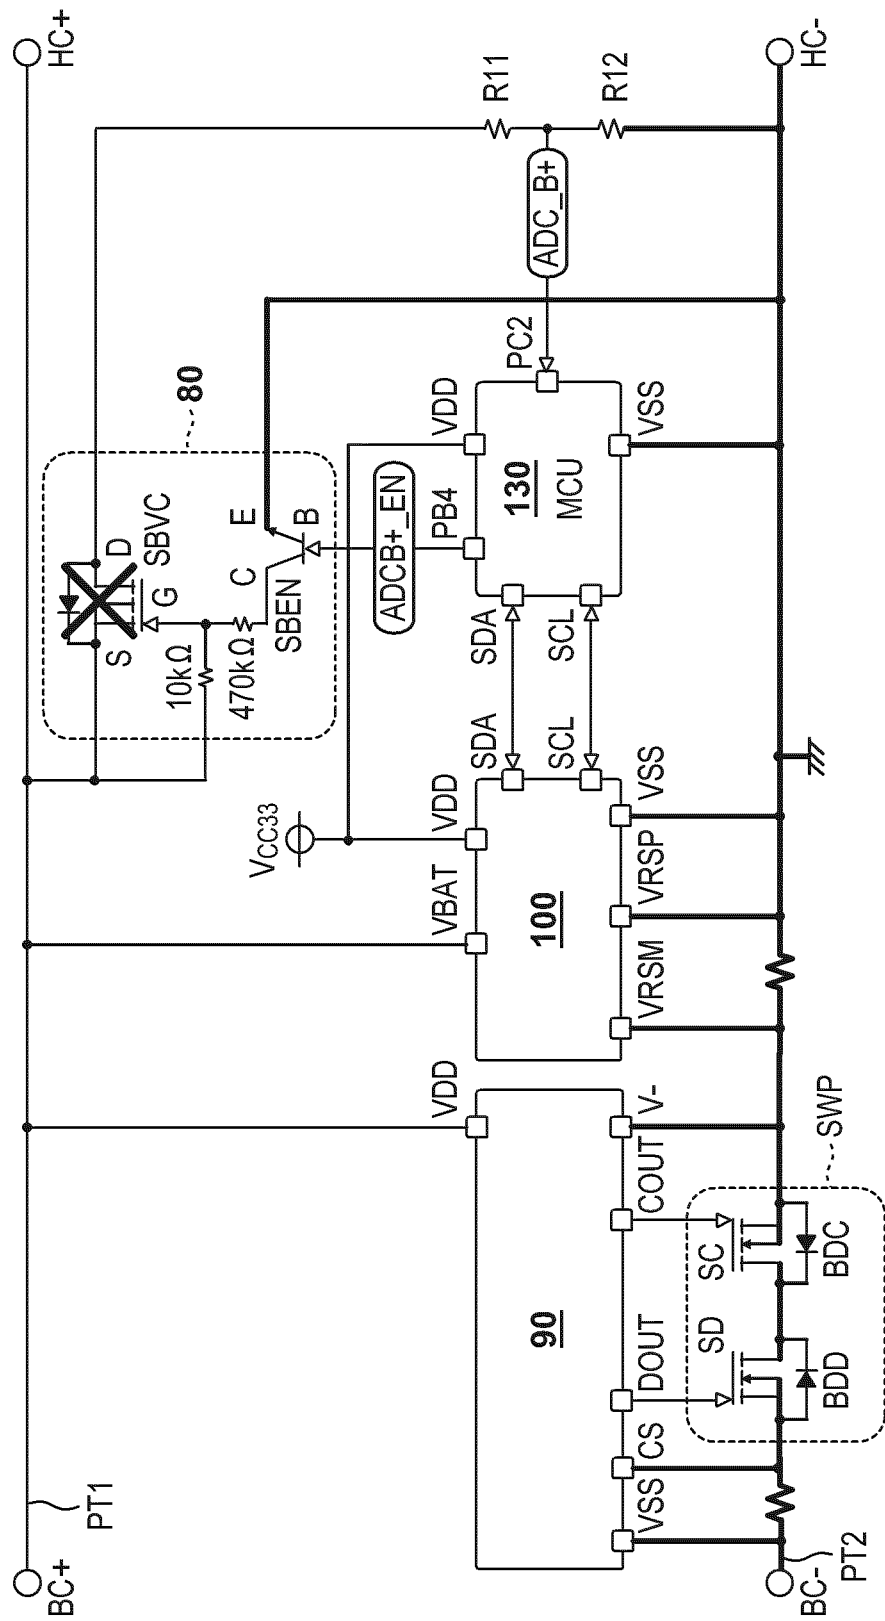 BC+
PT1
HC+
80
SBVC
S
D
G
10kΩ
470kΩ
C
E
SBEN
B
VCC33
ADCB+_EN
R11
R12
ADC_B+
VDD
VBAT
VDD
PB4
VDD
PC2
90
100
130
MCU
SDA
SDA
SCL
SCL
VSS
CS
DOUT
COUT
V-
VRSM
VRSP
VSS
VSS
SD
SC
BDD
BDC
SWP
BC-
PT2
HC-